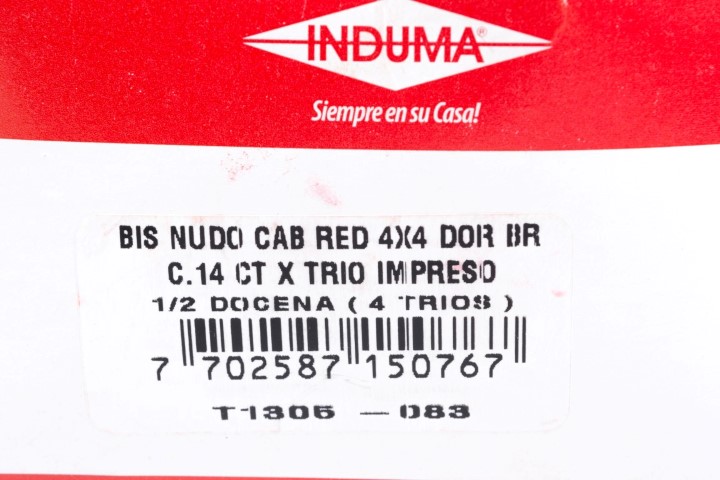 INDUMA®
Siempre en su Casa!
BIS NUDO CAB RED 4X4 DOR BR
C.14 CT X TRIO IMPRESO
1/2 DOCENA ( 4 TRIOS )
7 702587 150767
T1306 - 083